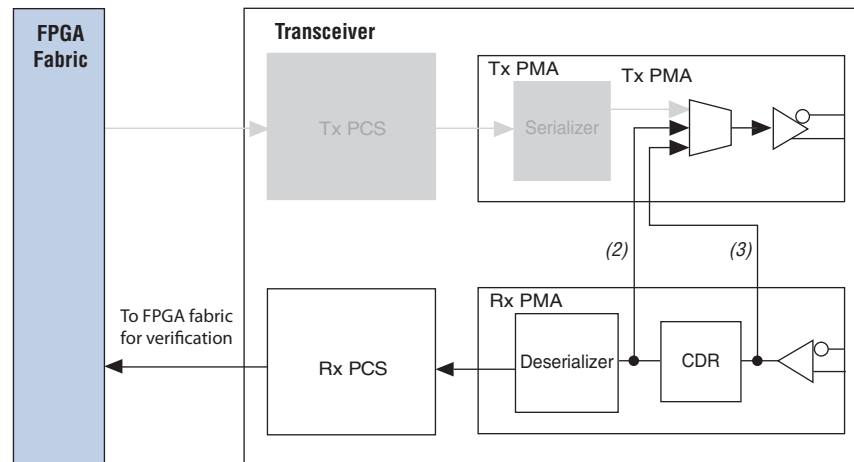 FPGA
Fabric
Transceiver
Tx PMA
Tx PMA
Tx PCS
Serializer
(2)
(3)
Rx PMA
To FPGA fabric
for verification
Rx PCS
Deserializer
CDR